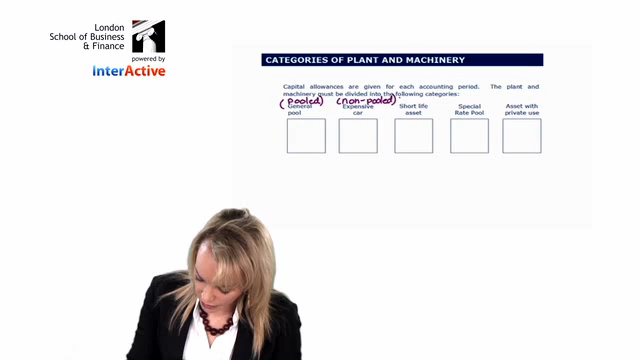 London
School of Business
& Finance
powered by
InterActive
CATEGORIES OF PLANT AND MACHINERY
Capital allowances are given for each accounting period. The plant and
machinery must be divided into the following categories:
(pooled) (non-pooled)
General pool
Expensive car
Short life asset
Special Rate Pool
Asset with private use